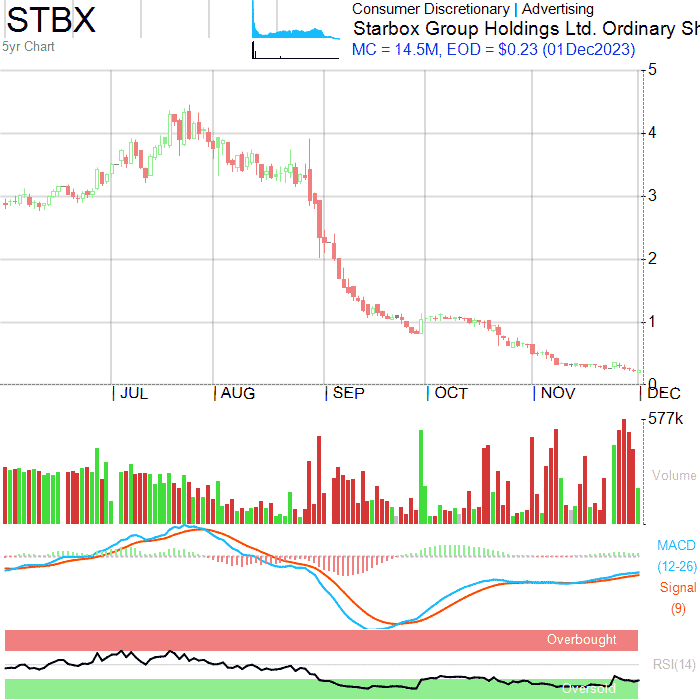 STBX
5yr Chart
Consumer Discretionary | Advertising
Starbox Group Holdings Ltd. Ordinary Sh
MC = 14.5M, EOD = $0.23 (01Dec2023)
5
4
3
2
1
0
JUL AUG SEP OCT NOV DEC
577k
Volume
MACD
(12-26)
Signal
(9)
Overbought
RSI(14)
Oversold